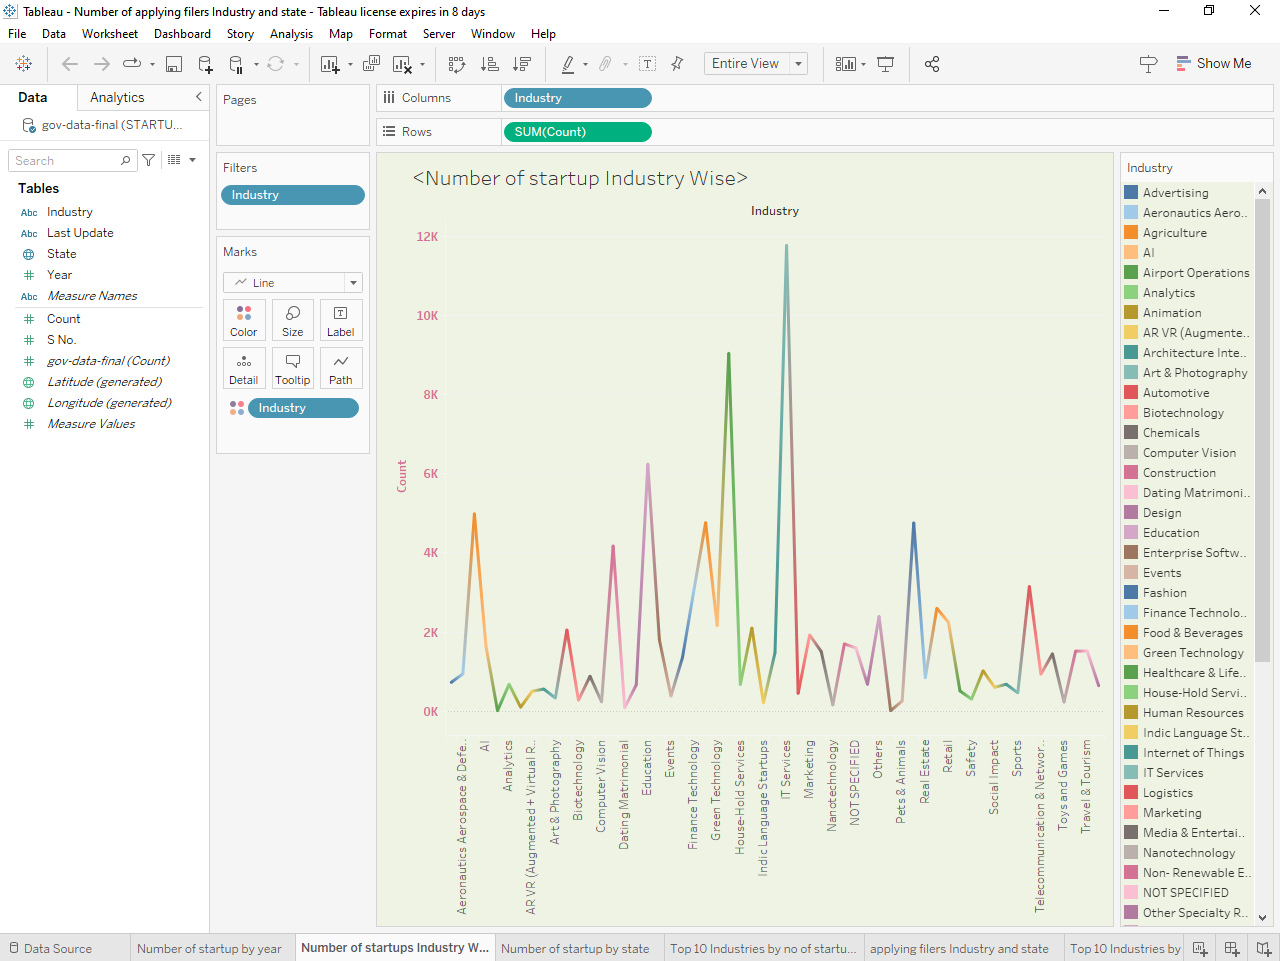 Tableau - Number of applying filers Industry and state - Tableau license expires in 8 days
File Data Worksheet Dashboard Story Analysis Map Format Server Window Help
Entire View
Show Me
Data Analytics
gov-data-final (STARTU...
Search
Tables
Abc Industry
Abc Last Update
State
Year
Abc Measure Names
Count
S No.
gov-data-final (Count)
Latitude (generated)
Longitude (generated)
Measure Values
Pages
Filters
Industry
Marks
Line
Color Size Label
Detail Tooltip Path
Industry
Columns Industry
Rows SUM(Count)
<Number of startup Industry Wise>
Industry
12K
10K
8K
6K
4K
2K
0K
Count
Aeronautics Aerospace & Defe..
AI
Analytics
AR VR (Augmented + Virtual R..
Art & Photography
Biotechnology
Computer Vision
Dating Matrimonial
Education
Events
Finance Technology
Green Technology
House-Hold Services
Indic Language Startups
IT Services
Marketing
Nanotechnology
NOT SPECIFIED
Others
Pets & Animals
Real Estate
Retail
Safety
Social Impact
Sports
Telecommunication & Networ..
Toys and Games
Travel & Tourism
Industry
Advertising
Aeronautics Aero..
Agriculture
AI
Airport Operations
Analytics
Animation
AR VR (Augmente..
Architecture Inte..
Art & Photography
Automotive
Biotechnology
Chemicals
Computer Vision
Construction
Dating Matrimoni..
Design
Education
Enterprise Softw..
Events
Fashion
Finance Technolo..
Food & Beverages
Green Technology
Healthcare & Life..
House-Hold Servi..
Human Resources
Indic Language St..
Internet of Things
IT Services
Logistics
Marketing
Media & Entertai..
Nanotechnology
Non- Renewable E..
NOT SPECIFIED
Other Specialty R..
Data Source
Number of startup by year
Number of startups Industry W...
Number of startup by state
Top 10 Industries by no of startu...
applying filers Industry and state
Top 10 Industries by